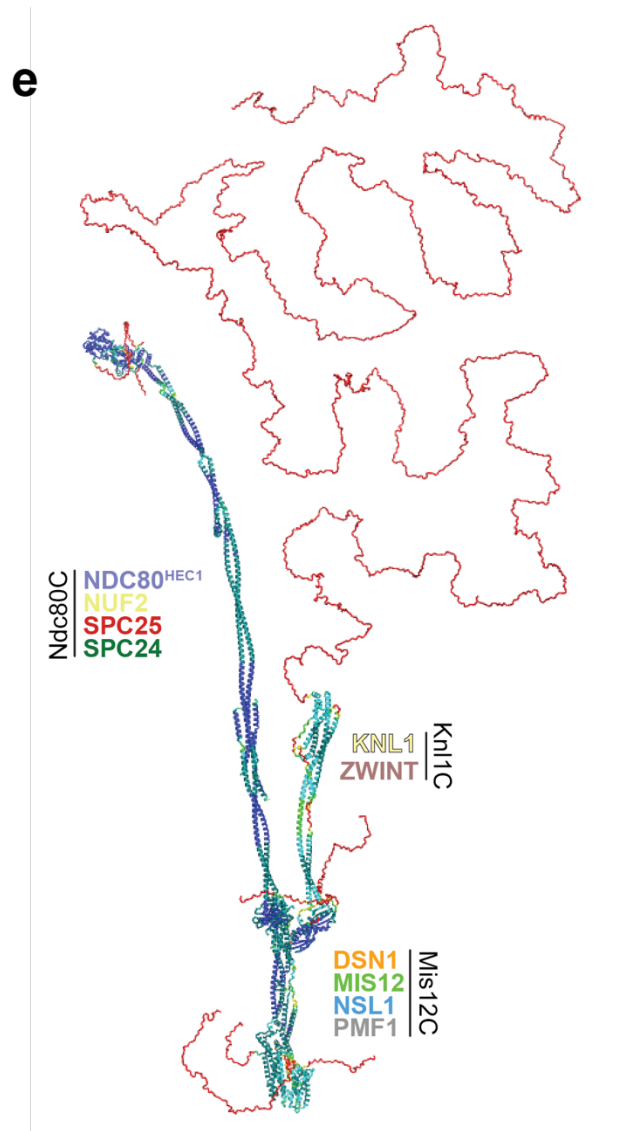 e
Ndc80C
NDC80HEC1
NUF2
SPC25
SPC24
KNL1
ZWINT
Knl1C
DSN1
MIS12
NSL1
PMF1
Mis12C